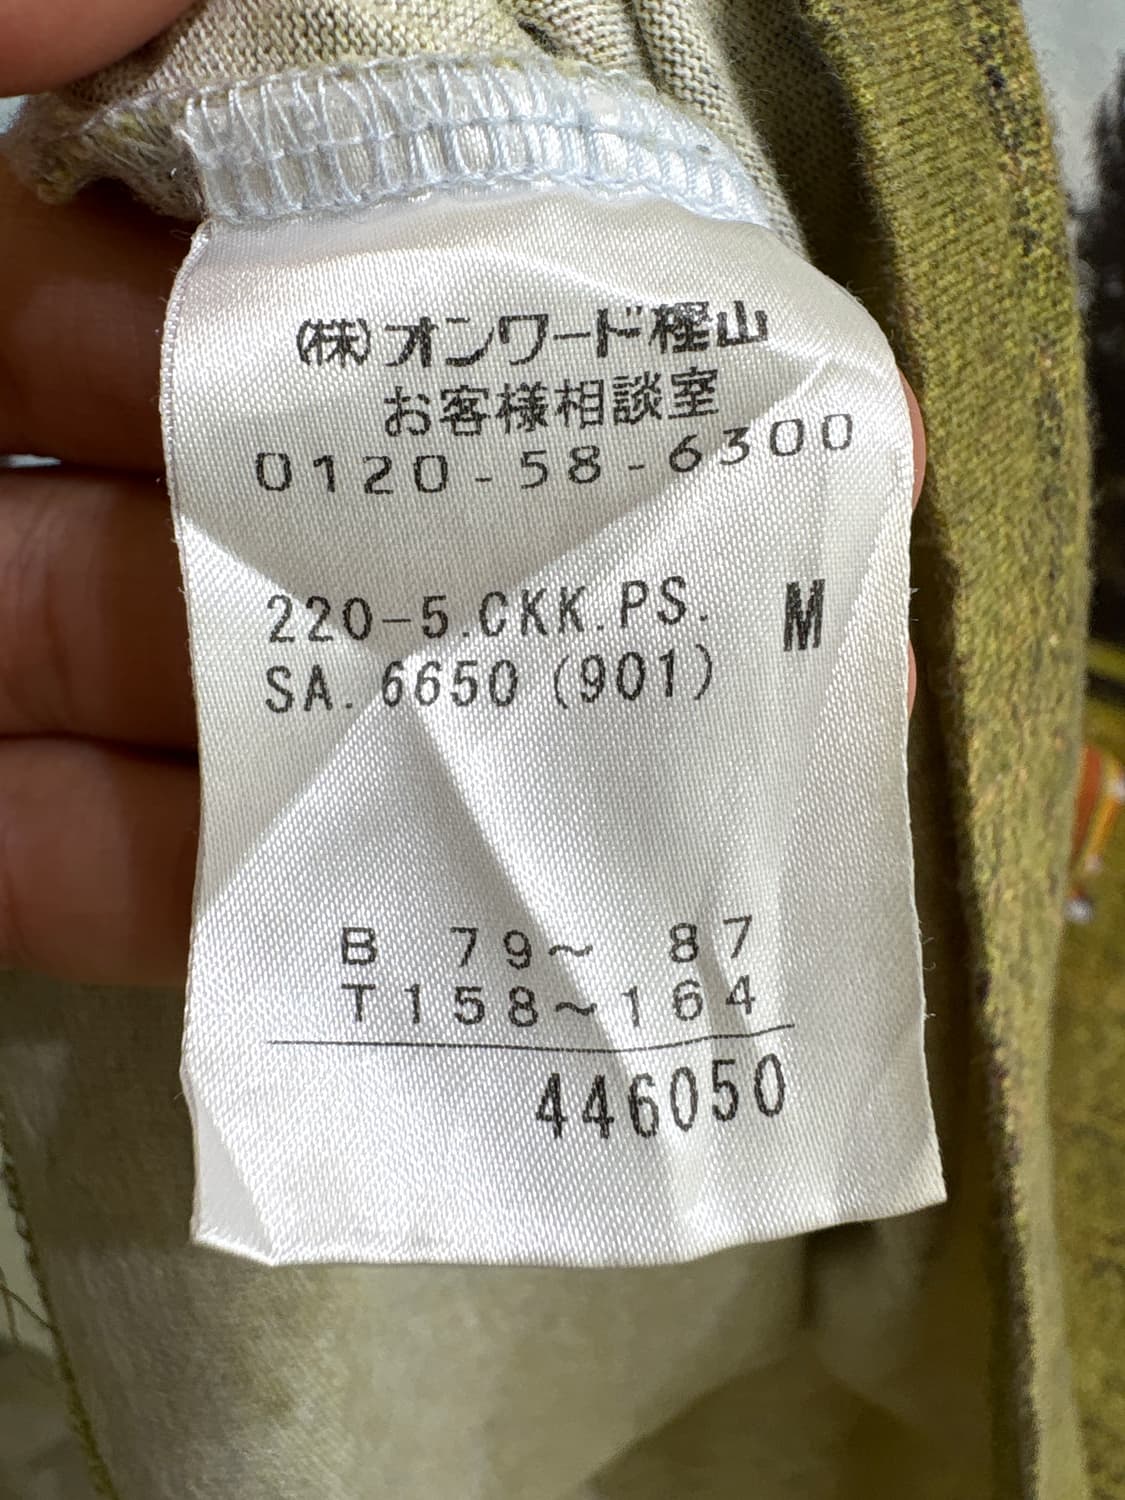 (株)オンワード樫山
お客様相談室
0120-58-6300
220-5.CKK.PS. M
SA. 6650 (901)
B 79~ 87
T158~164
446050